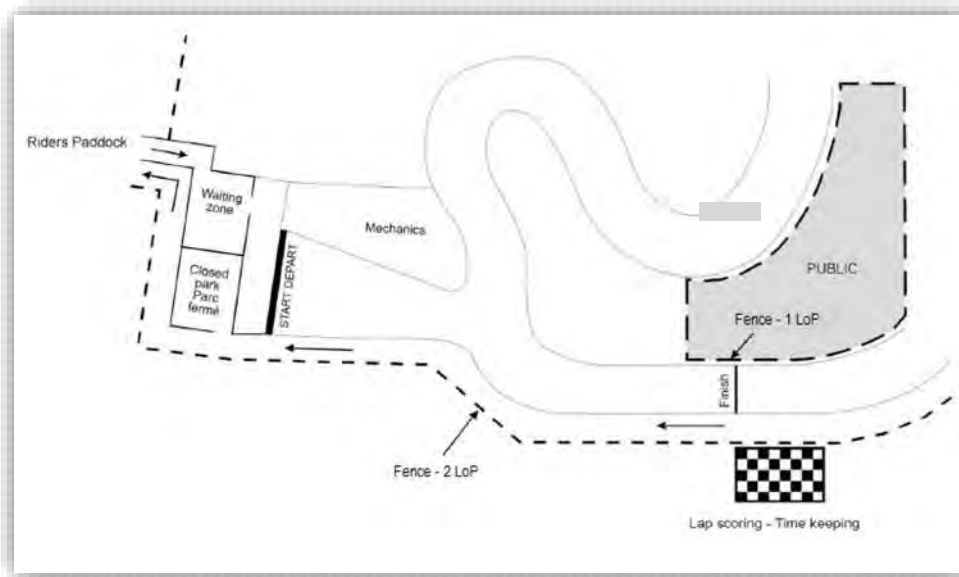 Riders Paddock
Waiting
zone
Mechanics
START DEPART
Closed
park
Parc
fermé
PUBLIC
Fence - 1 LoP
Finish
Fence - 2 LoP
Lap scoring - Time keeping